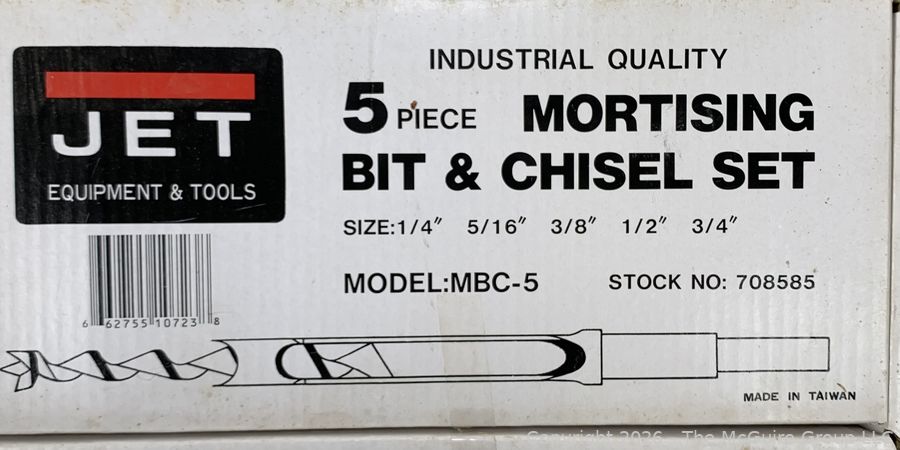 JET
EQUIPMENT & TOOLS
INDUSTRIAL QUALITY
5 PIECE MORTISING
BIT & CHISEL SET
SIZE:1/4" 5/16" 3/8" 1/2" 3/4"
MODEL:MBC-5 STOCK NO: 708585
6 62755 10723 8
MADE IN TAIWAN
Copyright 2026 - The McGuire Group LLC